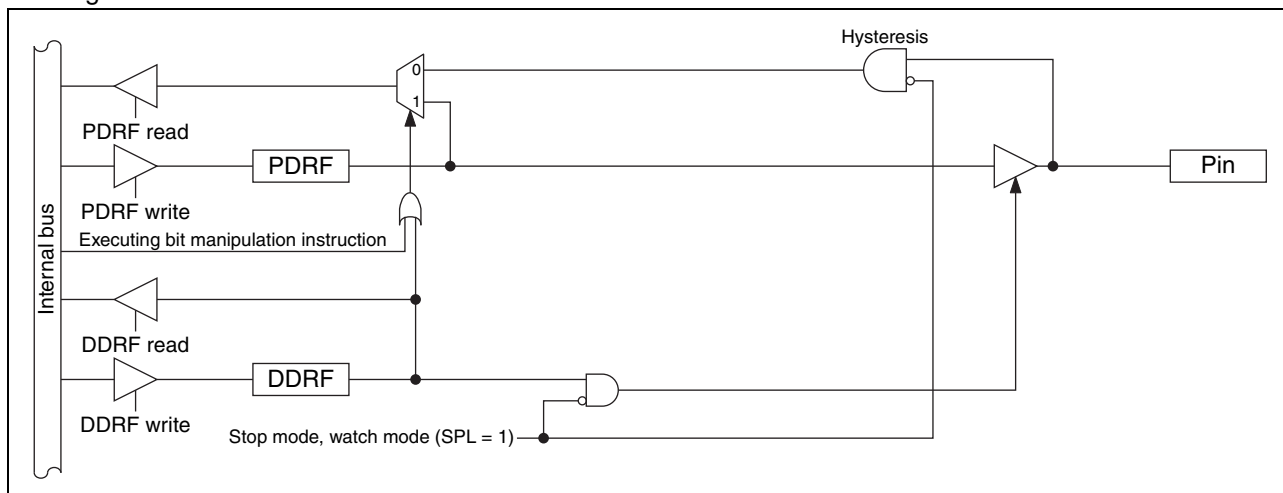 Hysteresis
0
1
PDRF read
PDRF
Pin
PDRF write
Executing bit manipulation instruction
Internal bus
DDRF read
DDRF
DDRF write
Stop mode, watch mode (SPL = 1)